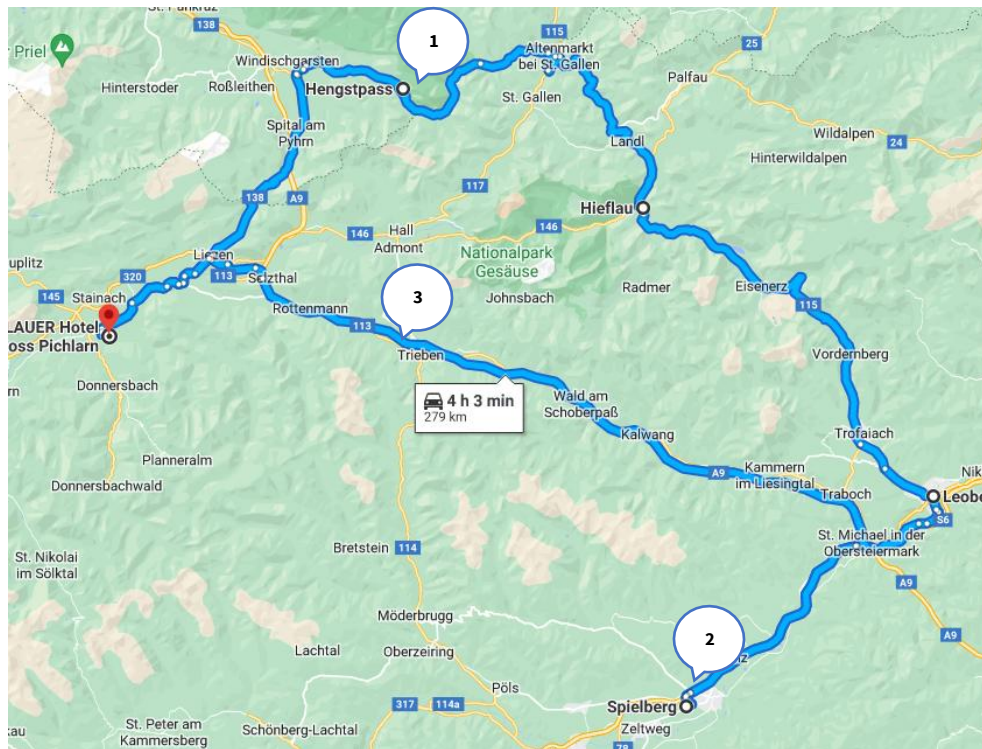 St. Pankraz
138
115
1
25
Priel
Altenmarkt
bei St. Gallen
Windischgarsten
Palfau
Hinterstoder
Roßleithen
Hengstpass
St. Gallen
Spital am
Pyhrn
Landl
Wildalpen
24
Hinterwildalpen
117
138
A9
Hieflau
146
Hall
Admont
146
Nationalpark
Gesäuse
320
Liezen
113
Selzthal
Radmer
Eisenerz
115
145
Stainach
3
Johnsbach
Rottenmann
113
LAUER Hotel
oss Pichlarn
Trieben
Vordernberg
Donnersbach
4 h 3 min
279 km
Wald am
Schoberpaß
Kalwang
Trofaiach
Planneralm
A9
Kammern
im Liesingtal
Nik
Donnersbachwald
Traboch
Leobe
S6
St. Michael in der
Obersteiermark
Bretstein
114
St. Nikolai
im Sölktal
A9
Möderbrugg
2
A9
Lachtal
Oberzeiring
Pöls
Spielberg
317
114a
St. Peter am
Kammersberg
Schönberg-Lachtal
Zeltweg
78